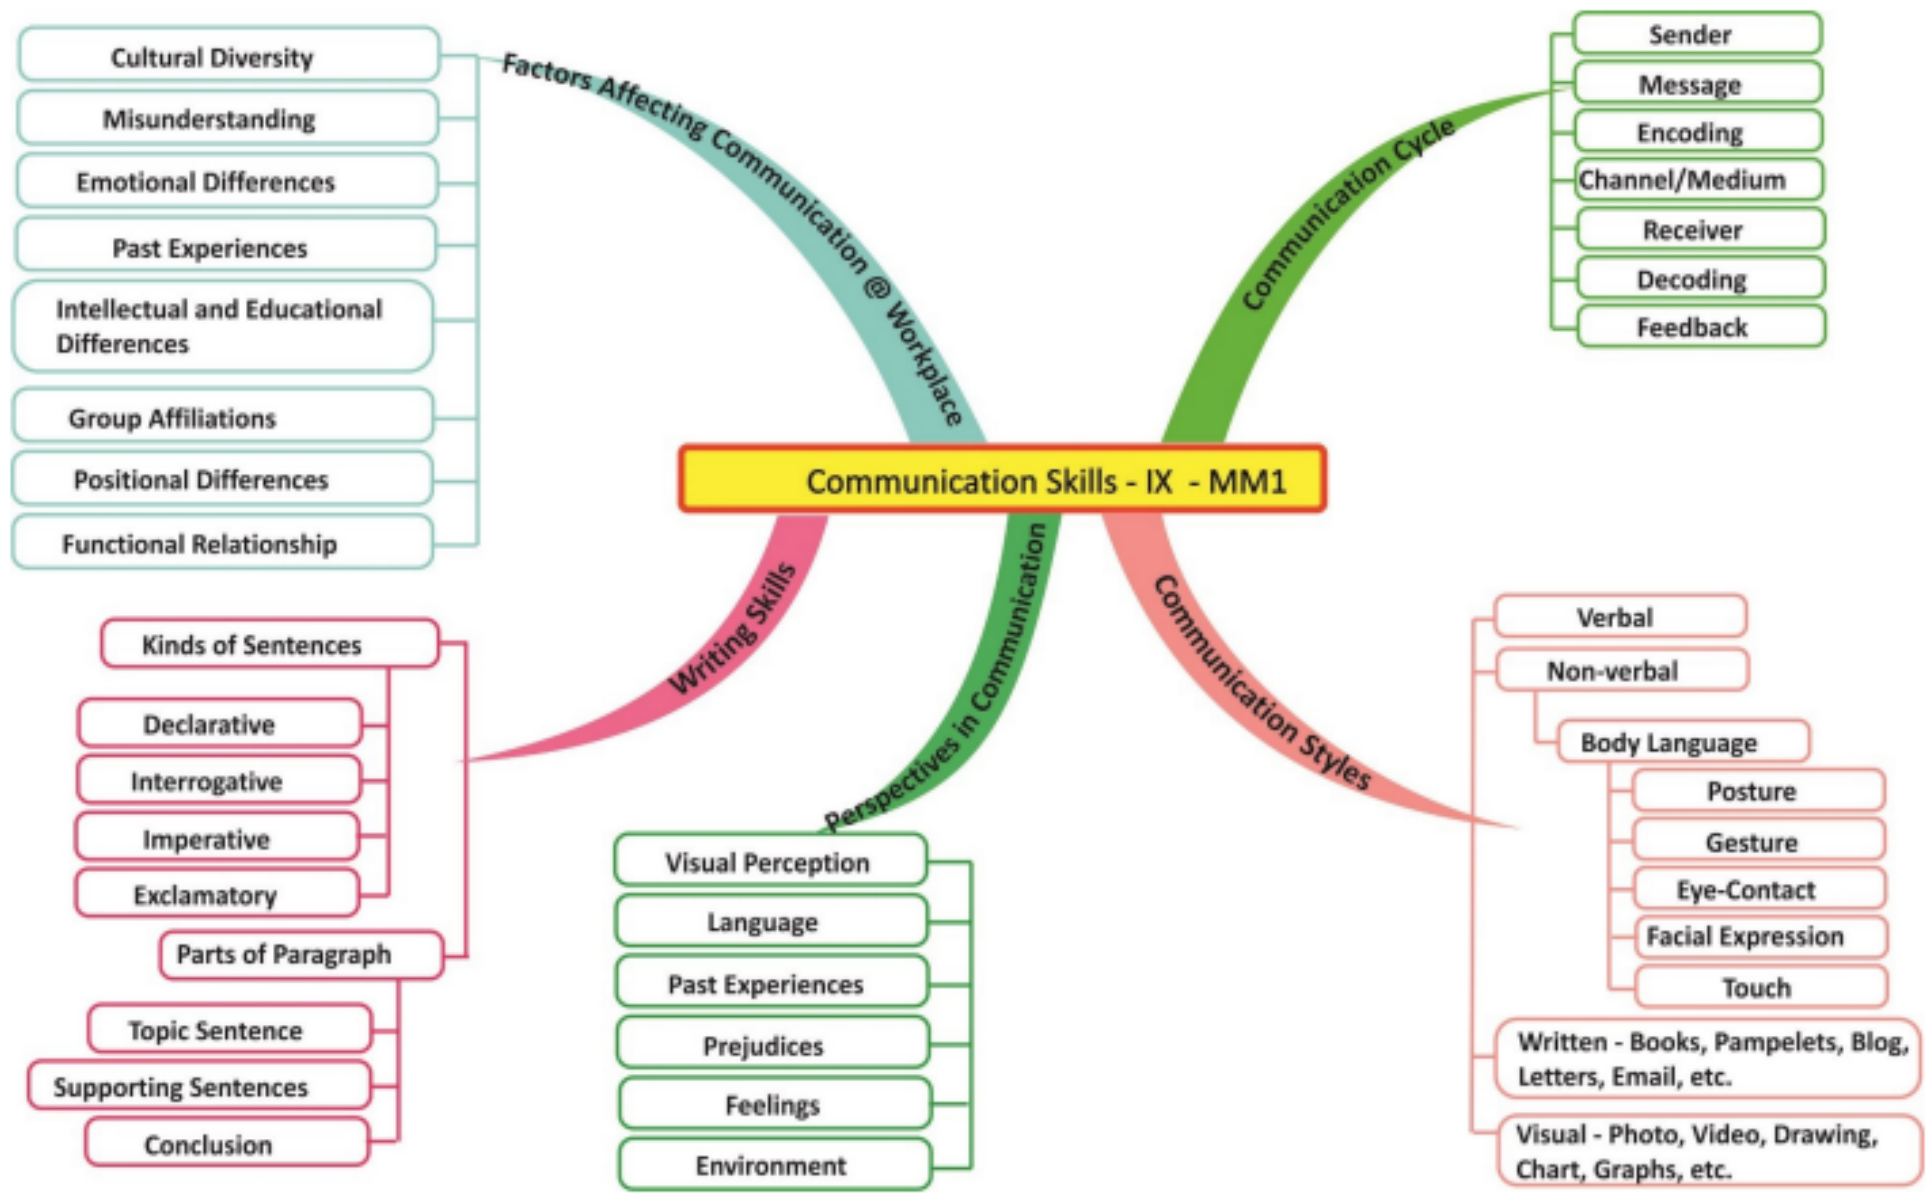 Communication Skills - IX - MM1
Factors Affecting Communication @ Workplace
Cultural Diversity
Misunderstanding
Emotional Differences
Past Experiences
Intellectual and Educational
Differences
Group Affiliations
Positional Differences
Functional Relationship
Communication Cycle
Sender
Message
Encoding
Channel/Medium
Receiver
Decoding
Feedback
Writing Skills
Kinds of Sentences
Declarative
Interrogative
Imperative
Exclamatory
Parts of Paragraph
Topic Sentence
Supporting Sentences
Conclusion
Perspectives in Communication
Visual Perception
Language
Past Experiences
Prejudices
Feelings
Environment
Communication Styles
Verbal
Non-verbal
Body Language
Posture
Gesture
Eye-Contact
Facial Expression
Touch
Written - Books, Pampelets, Blog,
Letters, Email, etc.
Visual - Photo, Video, Drawing,
Chart, Graphs, etc.